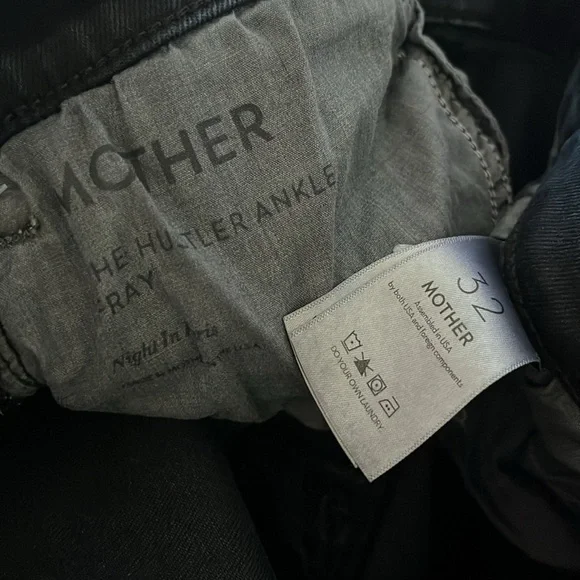 MOTHER
HE HUSTLER ANKLE
-RAY
Night In
32
MOTHER
Assembled in USA
by both USA and foreign components
DO YOUR OWN LAUNDRY.